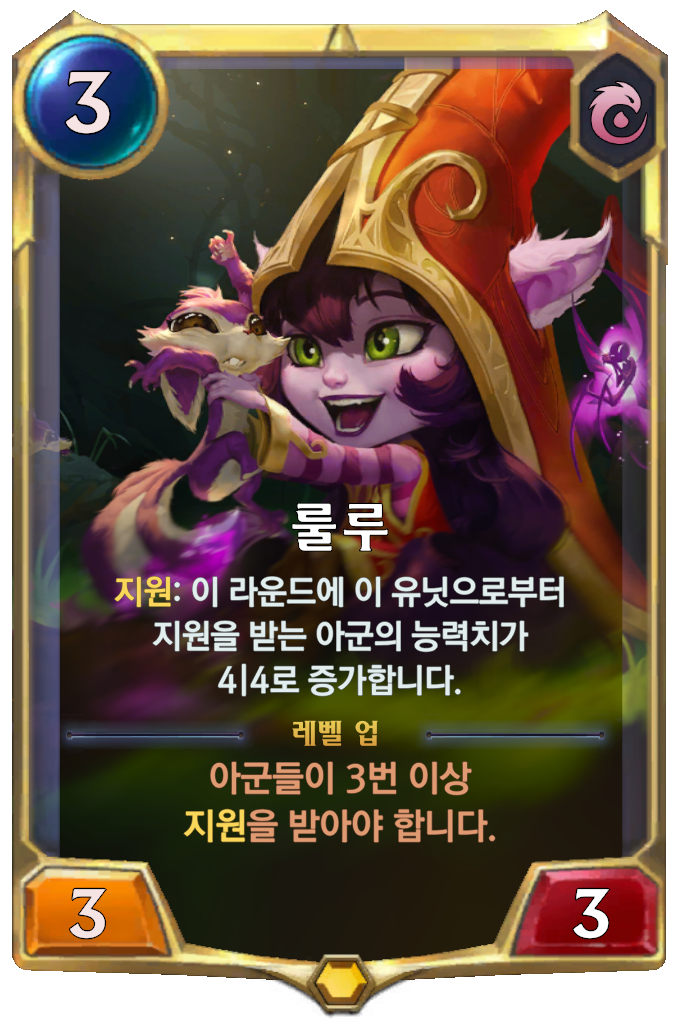 3
룰루
지원: 이 라운드에 이 유닛으로부터
지원을 받는 아군의 능력치가
4|4로 증가합니다.
레벨 업
아군들이 3번 이상
지원을 받아야 합니다.
3
3